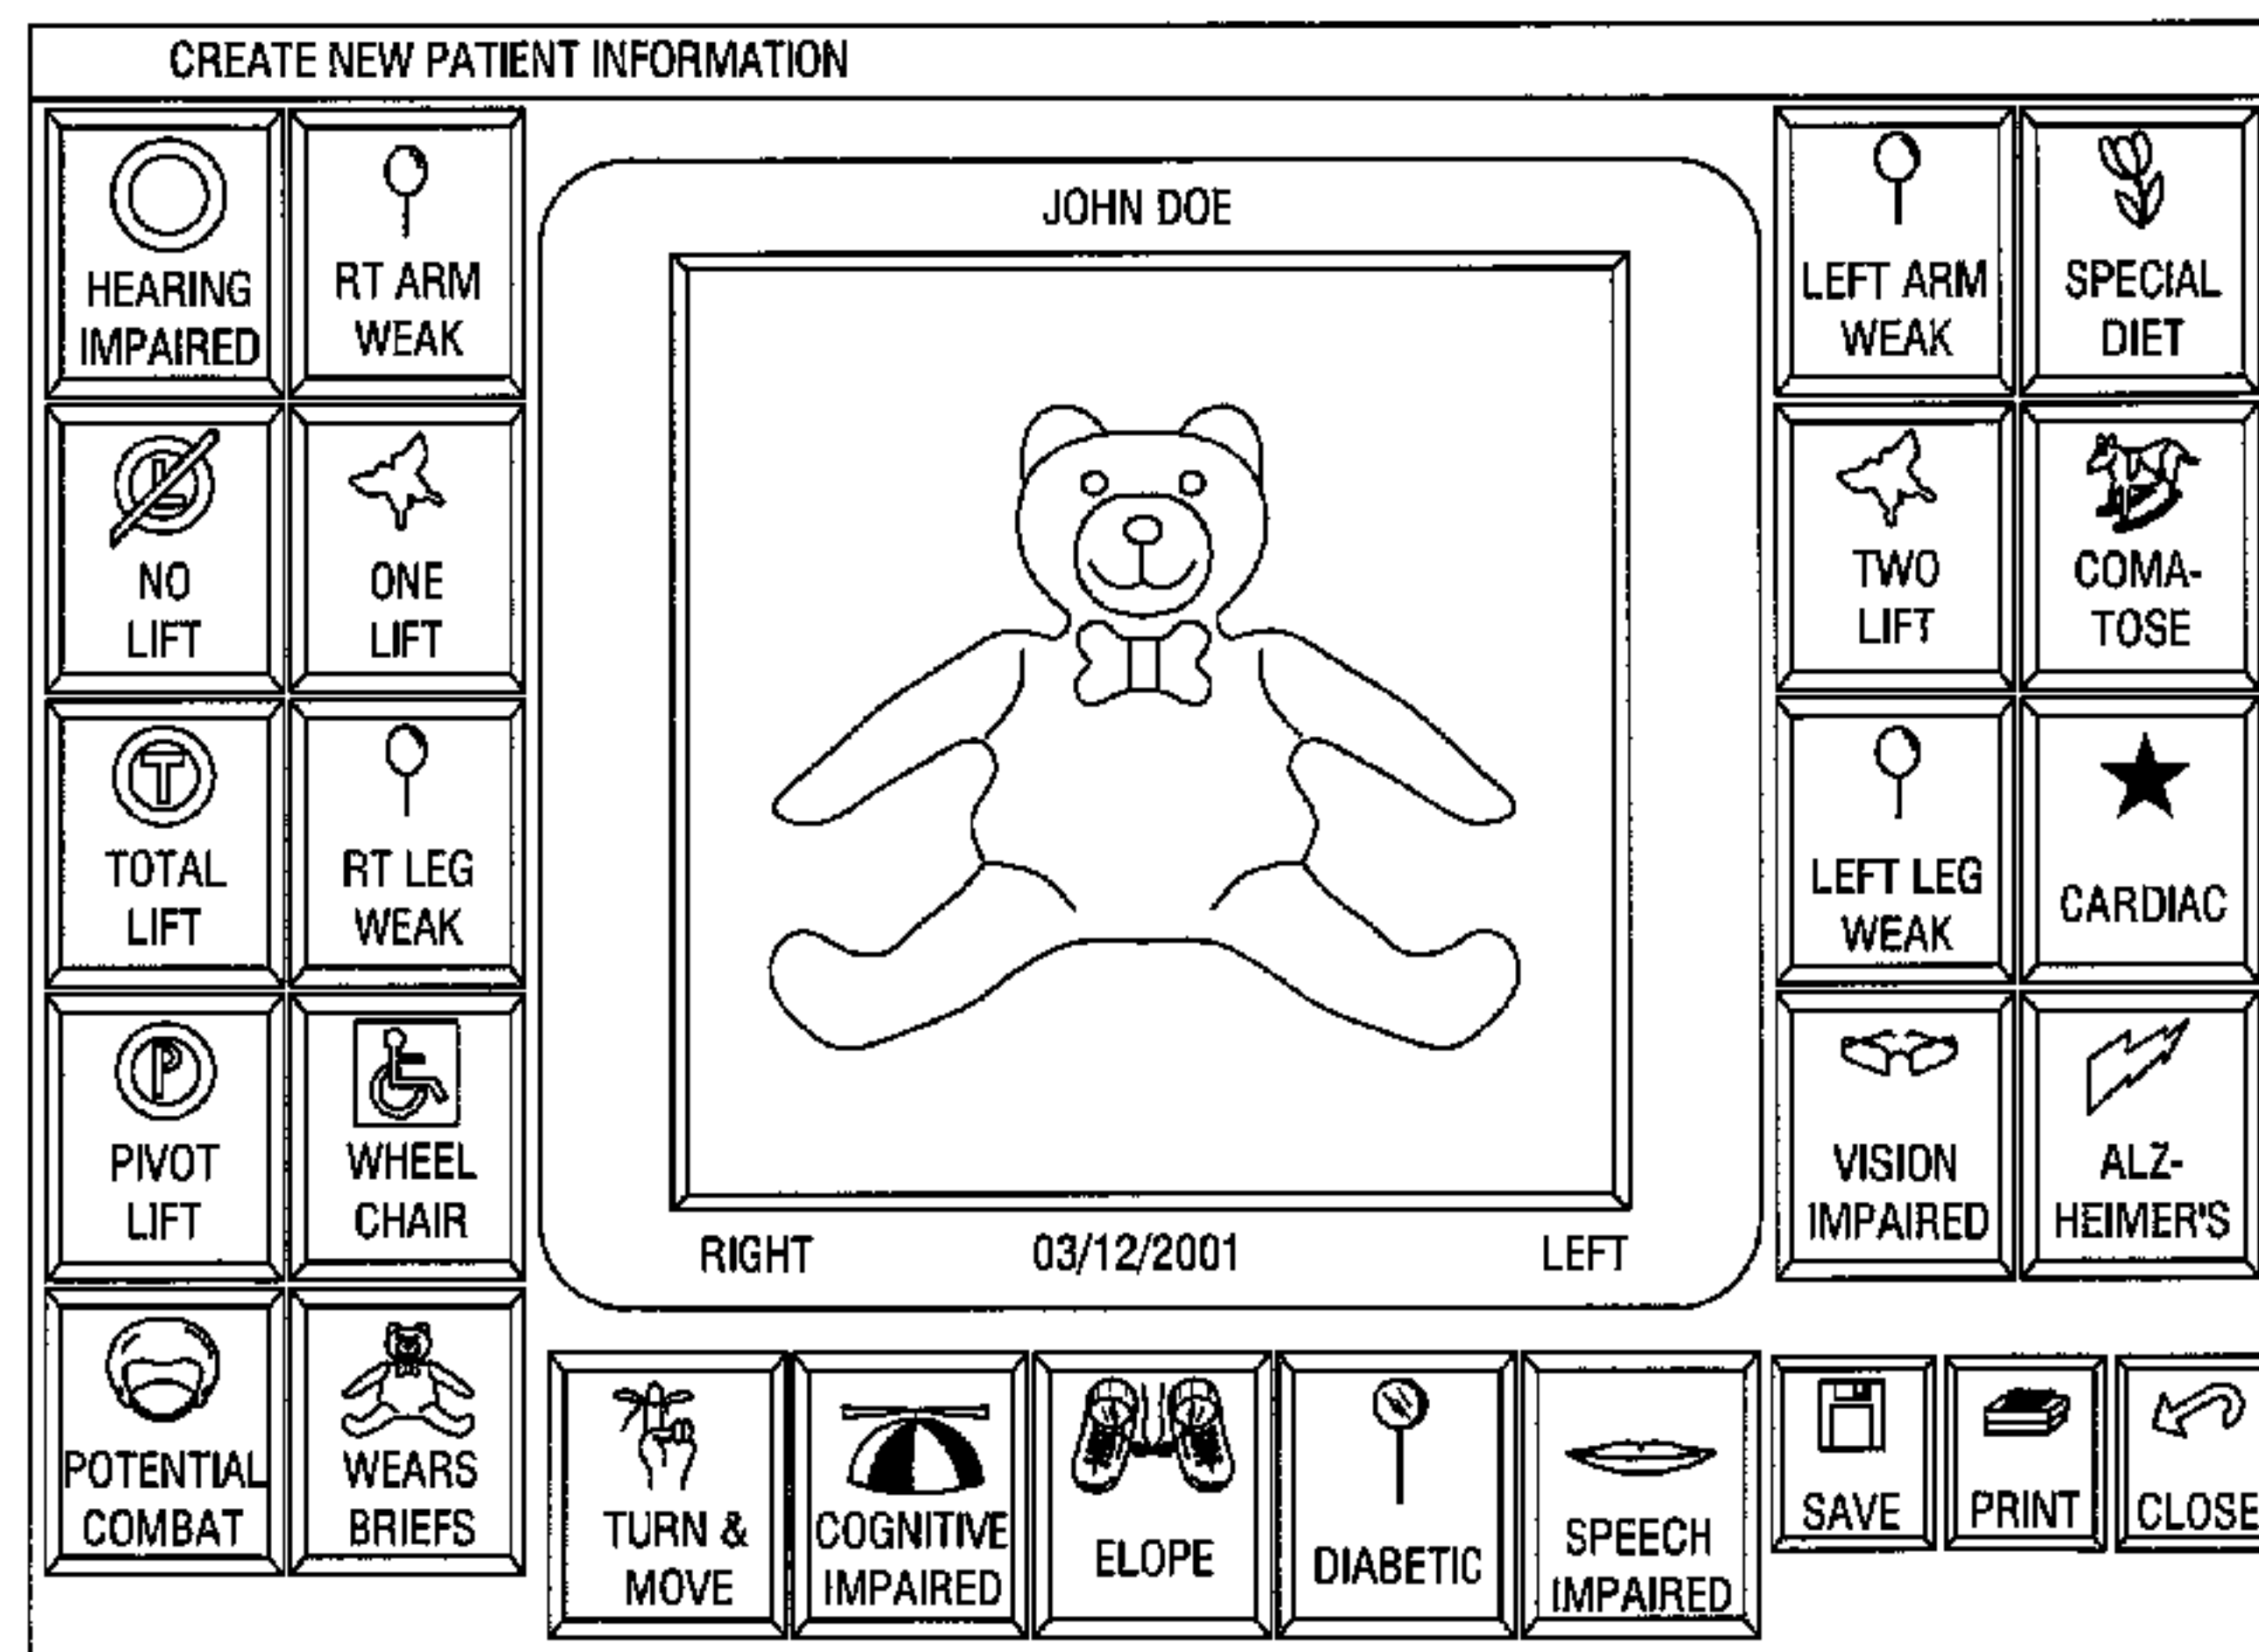 CREATE NEW PATIENT INFORMATION
HEARING
IMPAIRED
RT ARM
WEAK
JOHN DOE
LEFT ARM
WEAK
SPECIAL
DIET
L
NO
LIFT
ONE
LIFT
TWO
LIFT
COMA-
TOSE
T
TOTAL
LIFT
RT LEG
WEAK
LEFT LEG
WEAK
CARDIAC
P
PIVOT
LIFT
WHEEL
CHAIR
VISION
IMPAIRED
ALZ-
HEIMER'S
RIGHT 03/12/2001 LEFT
POTENTIAL
COMBAT
WEARS
BRIEFS
TURN &
MOVE
COGNITIVE
IMPAIRED
ELOPE
DIABETIC
SPEECH
IMPAIRED
SAVE
PRINT
CLOSE